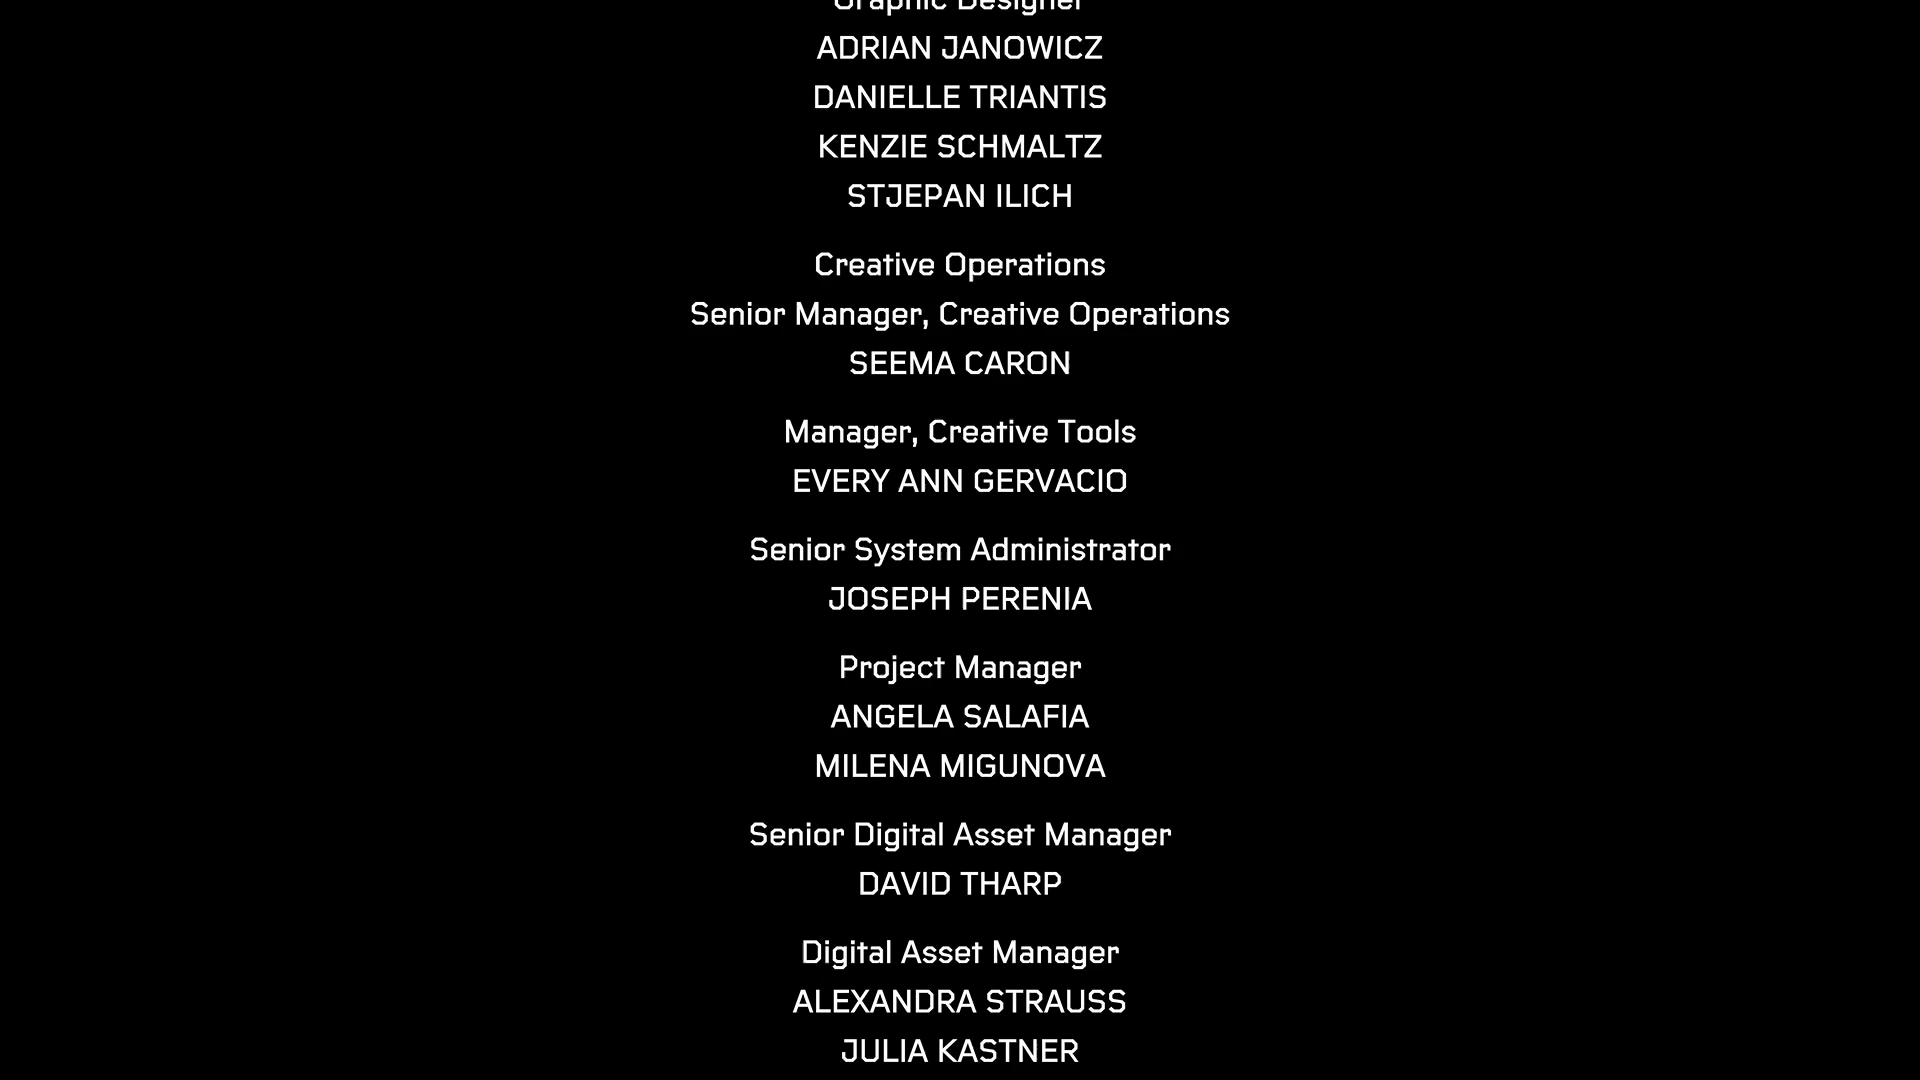 Graphic Designer
ADRIAN JANOWICZ
DANIELLE TRIANTIS
KENZIE SCHMALTZ
STJEPAN ILICH
Creative Operations
Senior Manager, Creative Operations
SEEMA CARON
Manager, Creative Tools
EVERY ANN GERVACIO
Senior System Administrator
JOSEPH PERENIA
Project Manager
ANGELA SALAFIA
MILENA MIGUNOVA
Senior Digital Asset Manager
DAVID THARP
Digital Asset Manager
ALEXANDRA STRAUSS
JULIA KASTNER